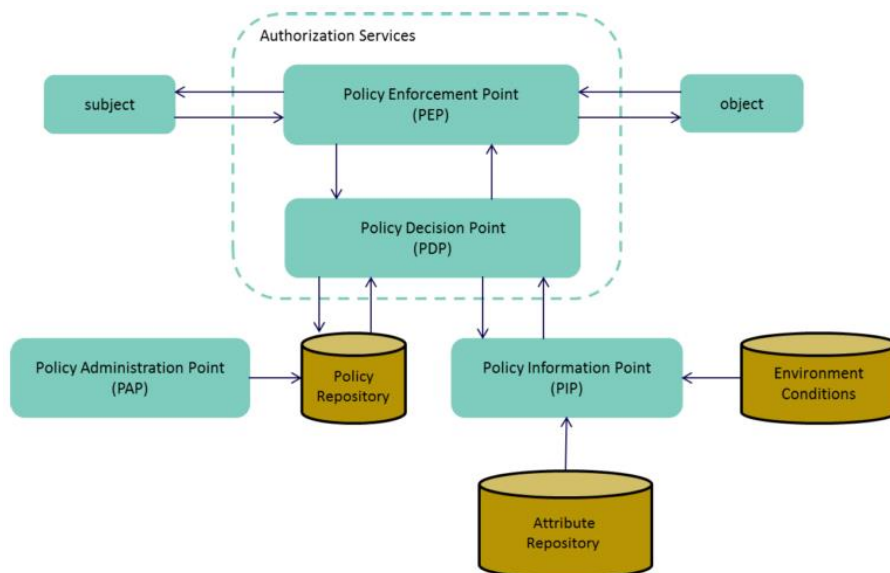 Authorization Services
subject
Policy Enforcement Point
(PEP)
object
Policy Decision Point
(PDP)
Policy Administration Point
(PAP)
Policy
Repository
Policy Information Point
(PIP)
Environment
Conditions
Attribute
Repository